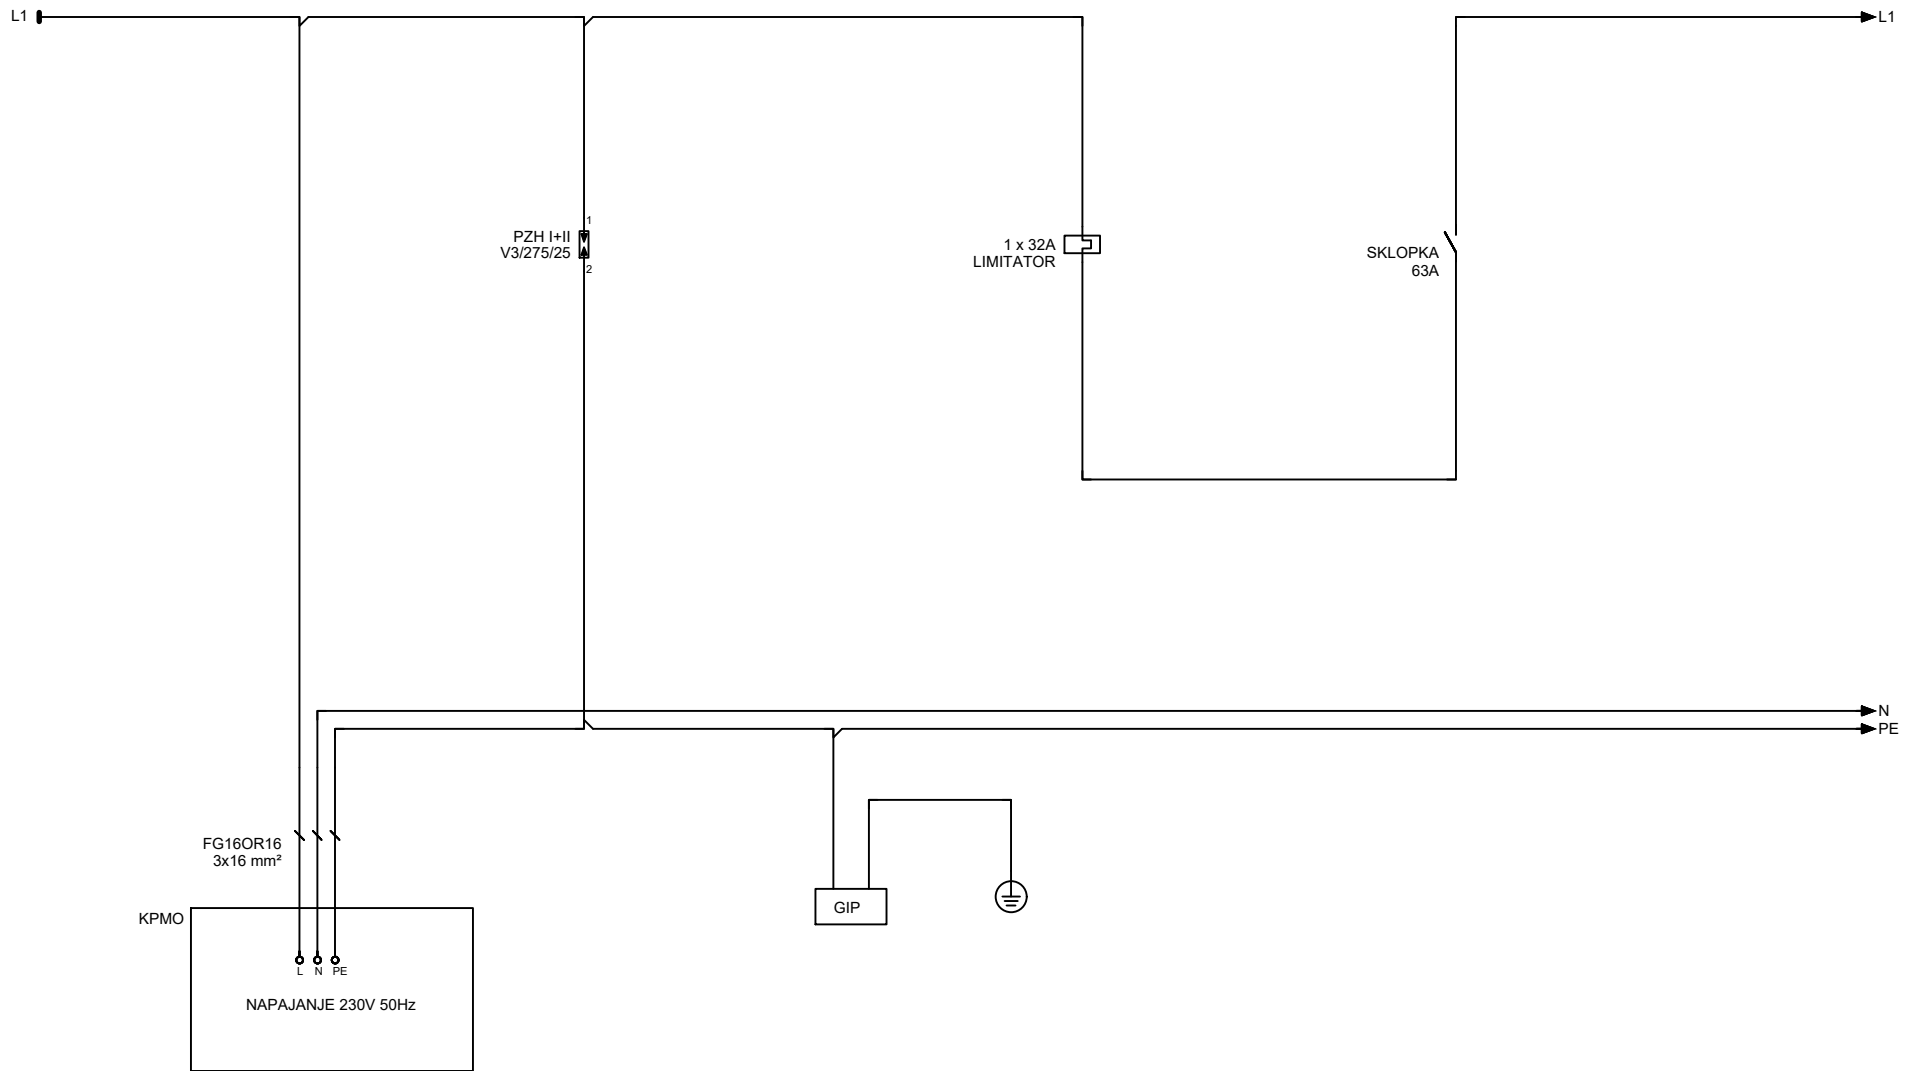 L1
L1
1
PZH I+II
V3/275/25
2
1 x 32A
LIMITATOR
SKLOPKA
63A
N
PE
FG16OR16
3x16 mm²
KPMO
GIP
L N PE
NAPAJANJE 230V 50Hz